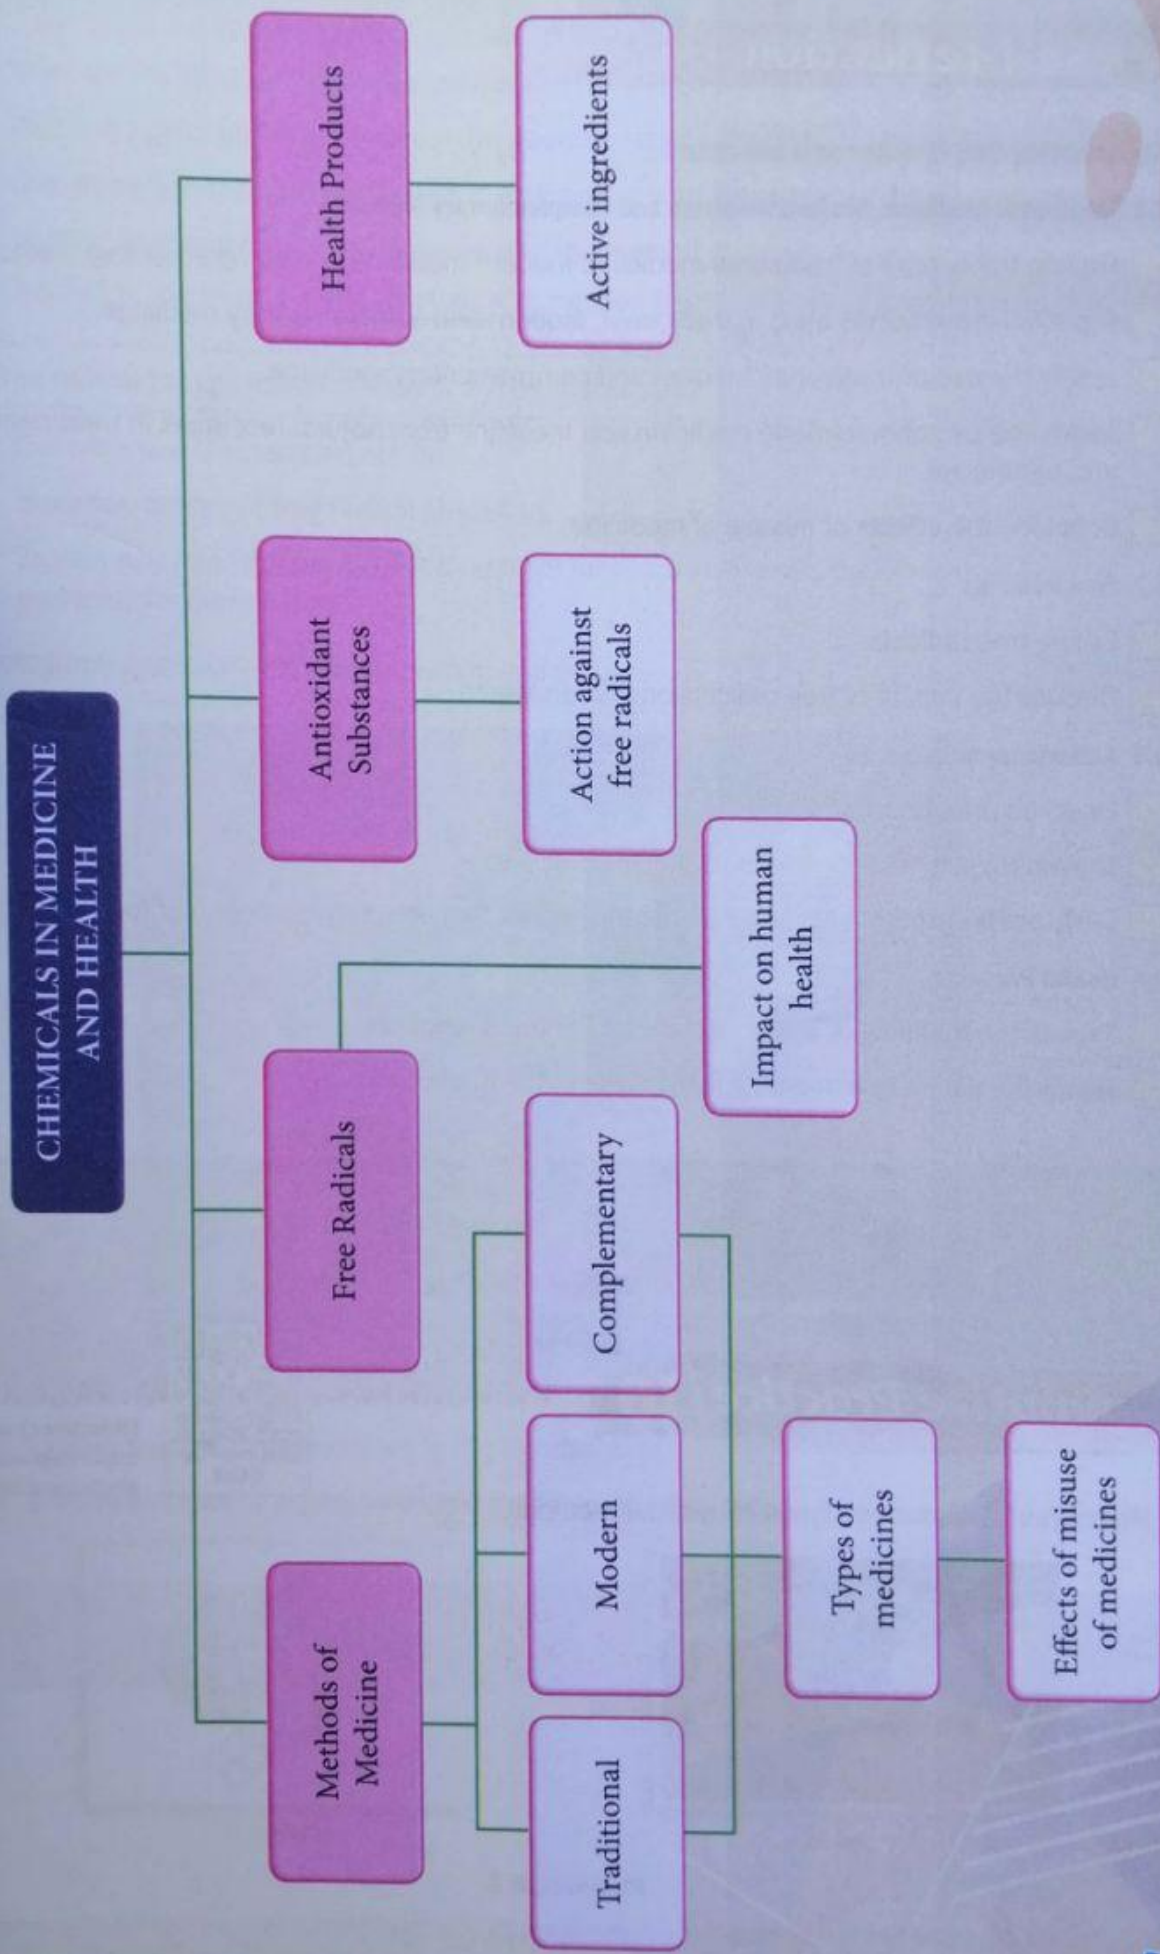 CHEMICALS IN MEDICINE
AND HEALTH
Methods of
Medicine
Free Radicals
Antioxidant
Substances
Health Products
Traditional
Modern
Complementary
Action against
free radicals
Active ingredients
Impact on human
health
Types of
medicines
Effects of misuse
of medicines